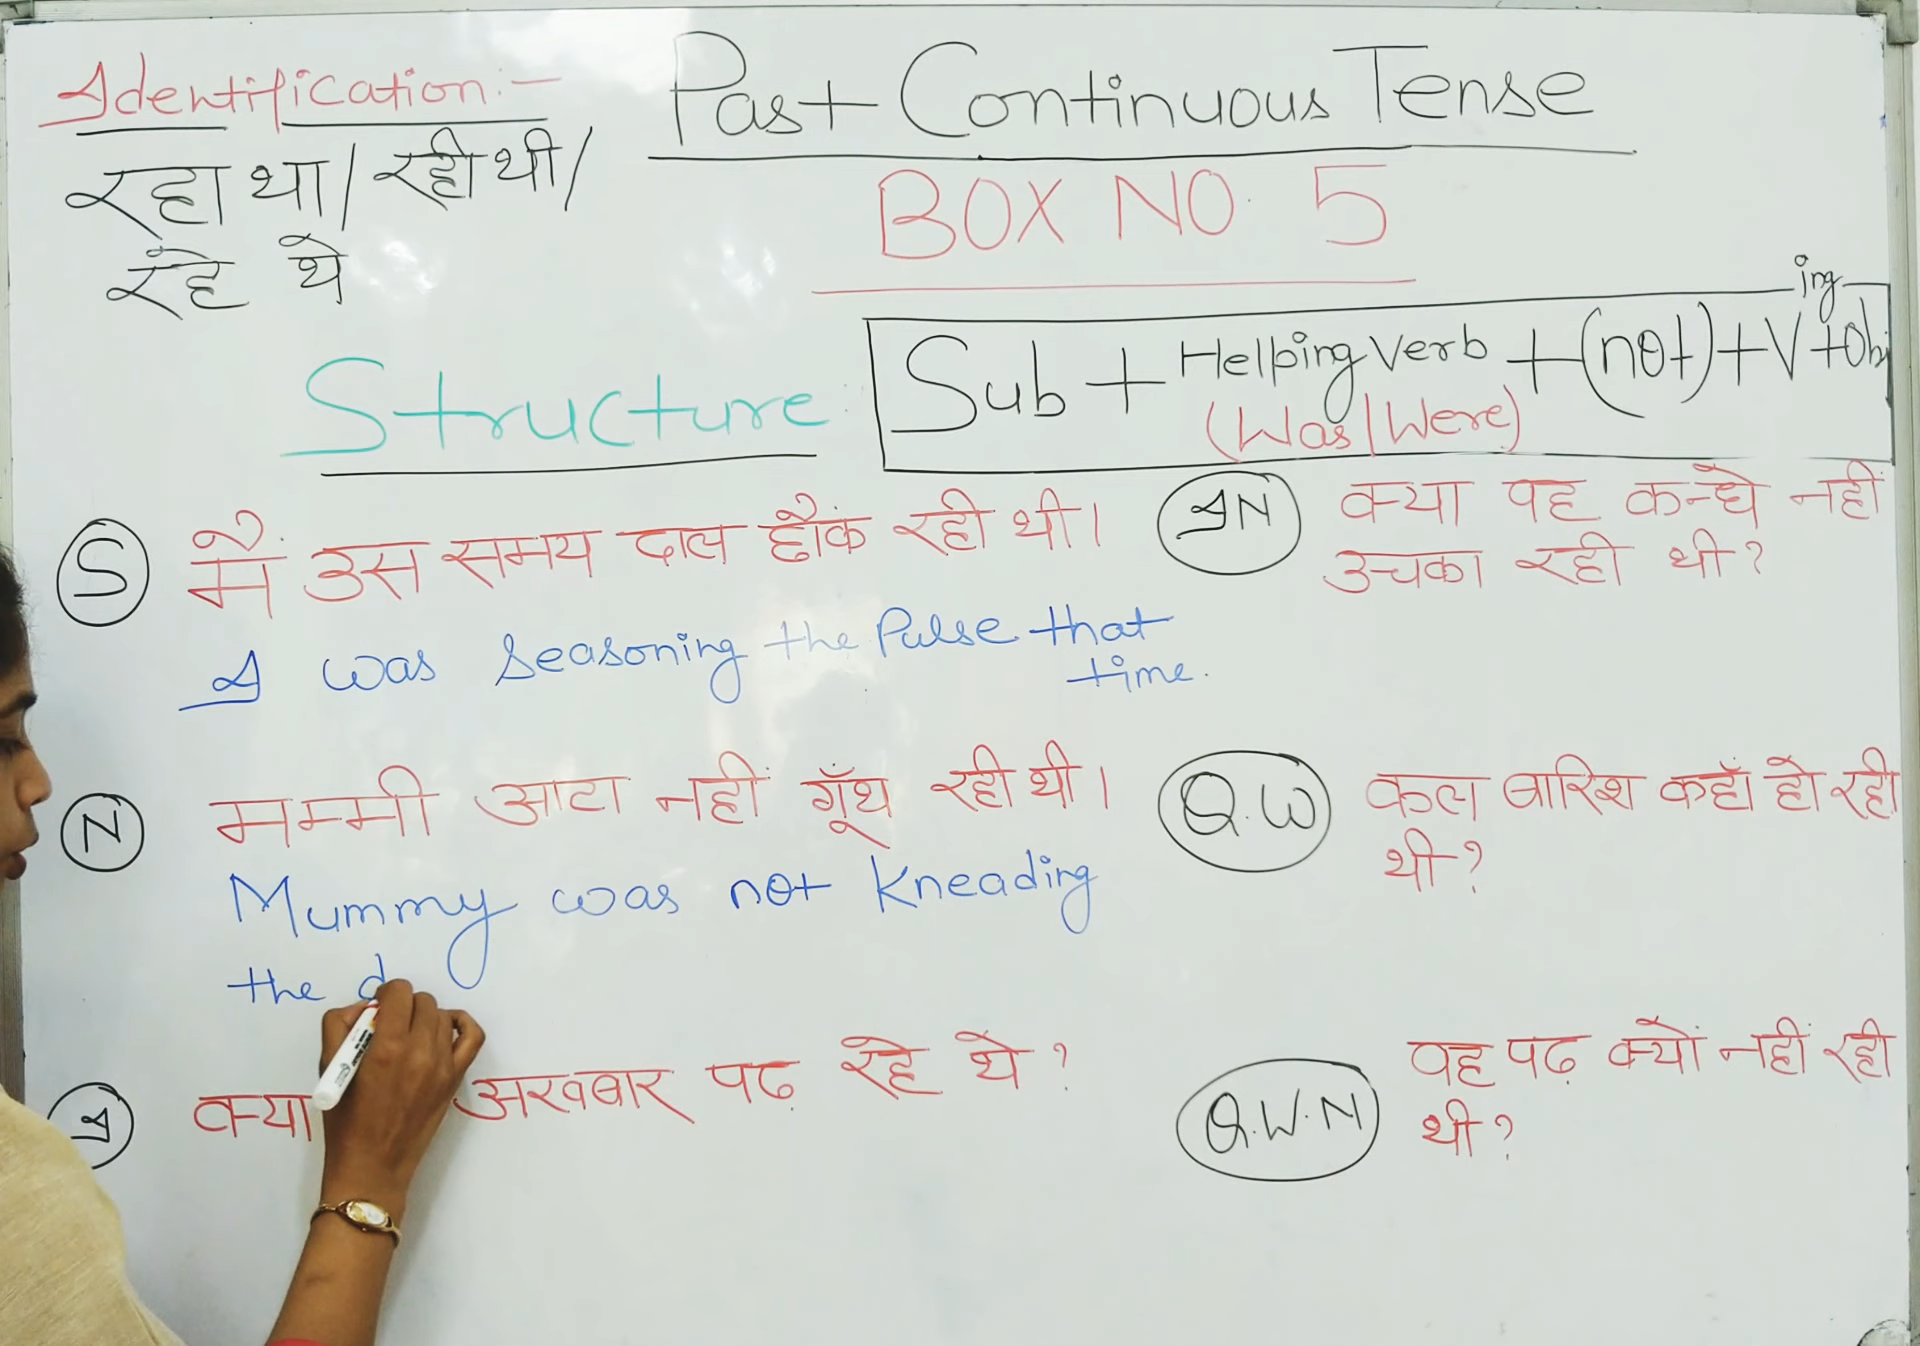 Identification:-
रहा था/ रही थी/
रहे थे
Past Continuous Tense
BOX NO. 5
Structure
Sub + Helping Verb + (not) + V ing + Obj
(Was/Were)
S मैं उस समय दाल छौंक रही थी।
I was seasoning the Pulse that
time.
N मम्मी आटा नहीं गूँथ रही थी।
Mummy was not kneading
the d
I क्या अखबार पढ़ रहे थे?
IN क्या वह कन्धे नहीं
उचका रही थी?
Q.W कल बारिश कहाँ हो रही
थी?
Q.W.N वह पढ़ क्यों नहीं रही
थी?